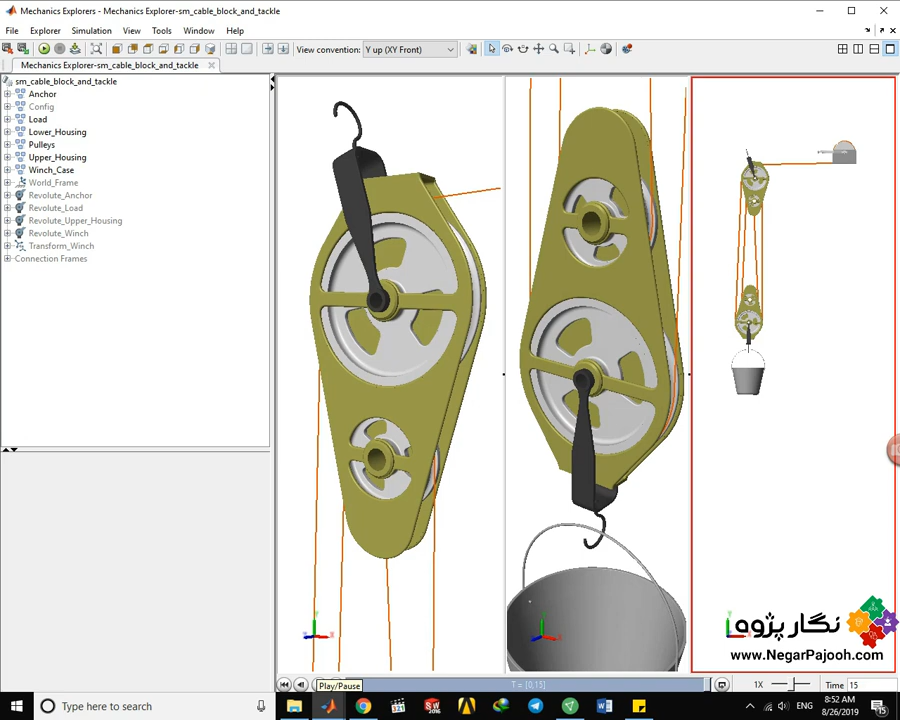 Mechanics Explorers - Mechanics Explorer-sm_cable_block_and_tackle
File Explorer Simulation View Tools Window Help
View convention: Y up (XY Front)
Mechanics Explorer-sm_cable_block_and_tackle
sm_cable_block_and_tackle
Anchor
Config
Load
Lower_Housing
Pulleys
Upper_Housing
Winch_Case
World_Frame
Revolute_Anchor
Revolute_Load
Revolute_Upper_Housing
Revolute_Winch
Transform_Winch
Connection Frames
نگار پژوه
www.NegarPajooh.com
Play/Pause
T = [0,15]
1X
Time 15
Type here to search
ENG
8:52 AM
8/26/2019